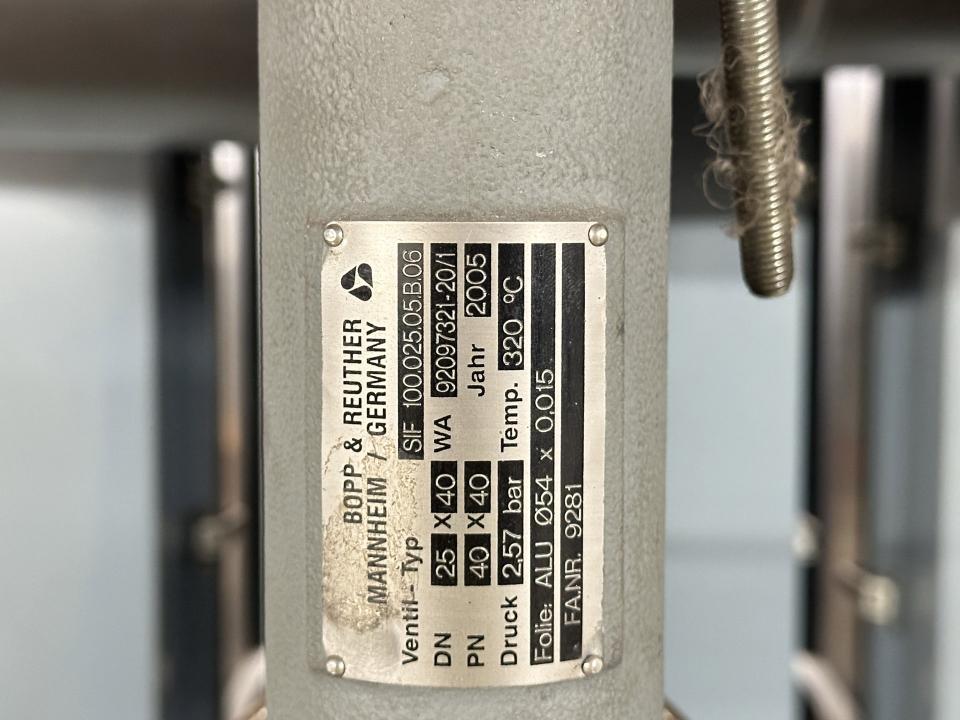 BOPP & REUTHER
MANNHEIM / GERMANY
Ventil-Typ SIF 100.025.05.B.06
DN 25 X 40 WA 92097321-20/1
PN 40 X 40 Jahr 2005
Druck 2,57 bar Temp. 320 °C
Folie: ALU Ø54 x 0,015
FA.NR. 9281